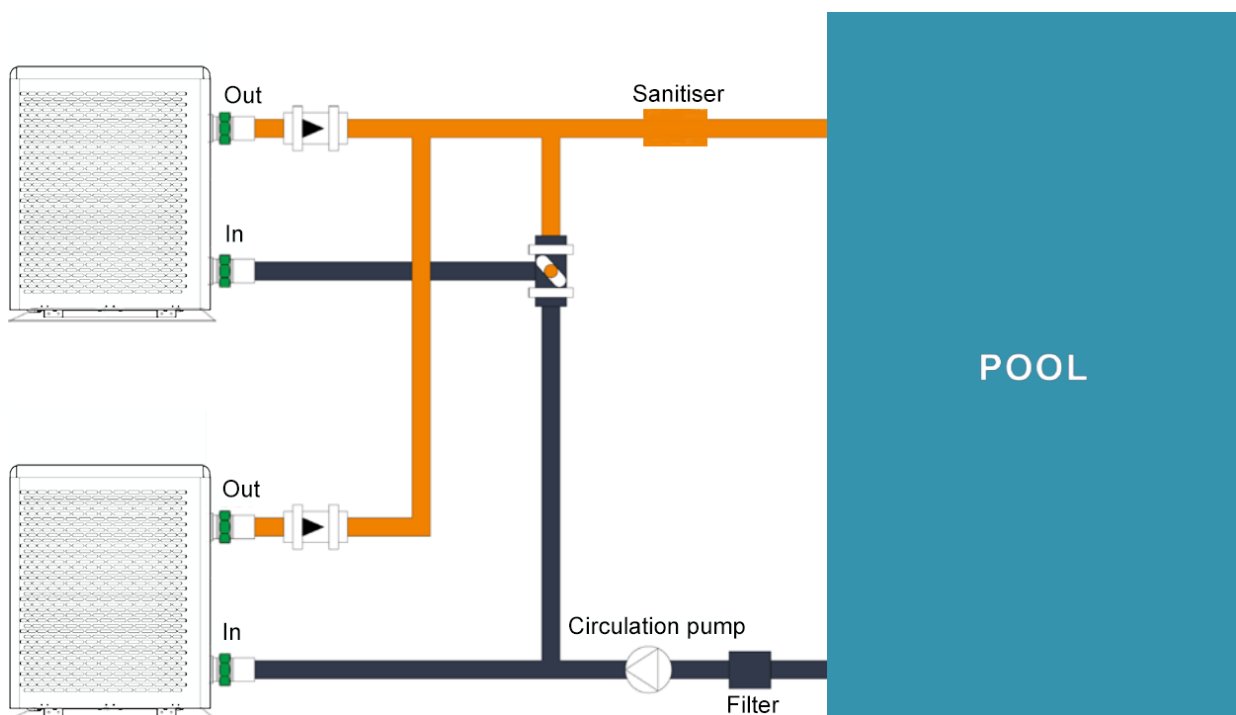 Out
Sanitiser
In
POOL
Out
In
Circulation pump
Filter